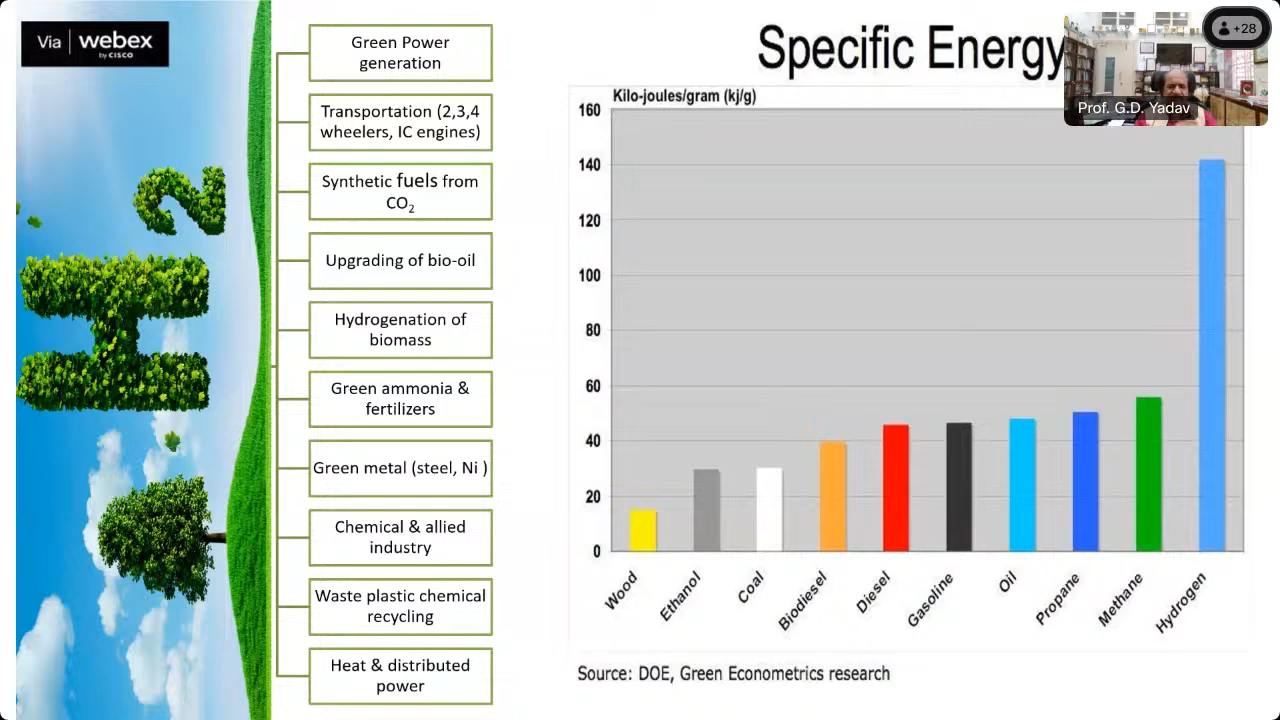 Via webex
by CISCO
H2
Green Power
generation
Transportation (2,3,4
wheelers, IC engines)
Synthetic fuels from
CO₂
Upgrading of bio-oil
Hydrogenation of
biomass
Green ammonia &
fertilizers
Green metal (steel, Ni )
Chemical & allied
industry
Waste plastic chemical
recycling
Heat & distributed
power
Specific Energy
+28
Prof. G.D. Yadav
Kilo-joules/gram (kj/g)
160
140
120
100
80
60
40
20
0
Wood
Ethanol
Coal
Biodiesel
Diesel
Gasoline
Oil
Propane
Methane
Hydrogen
Source: DOE, Green Econometrics research